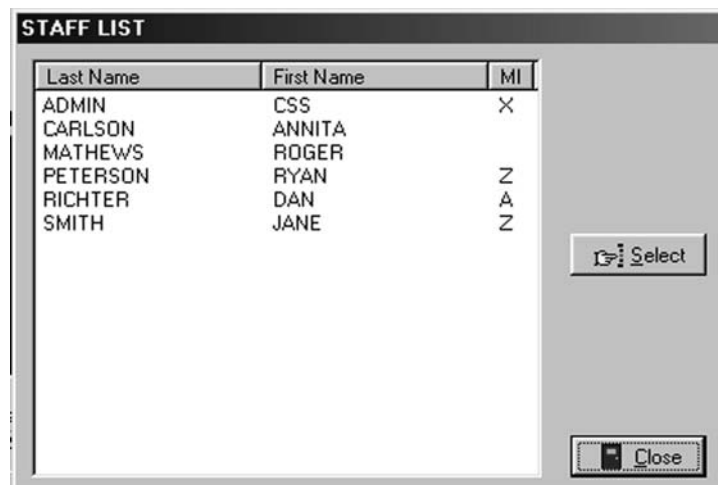 STAFF LIST
Last Name First Name MI
ADMIN CSS X
CARLSON ANNITA
MATHEWS ROGER
PETERSON RYAN Z
RICHTER DAN A
SMITH JANE Z
Select
Close